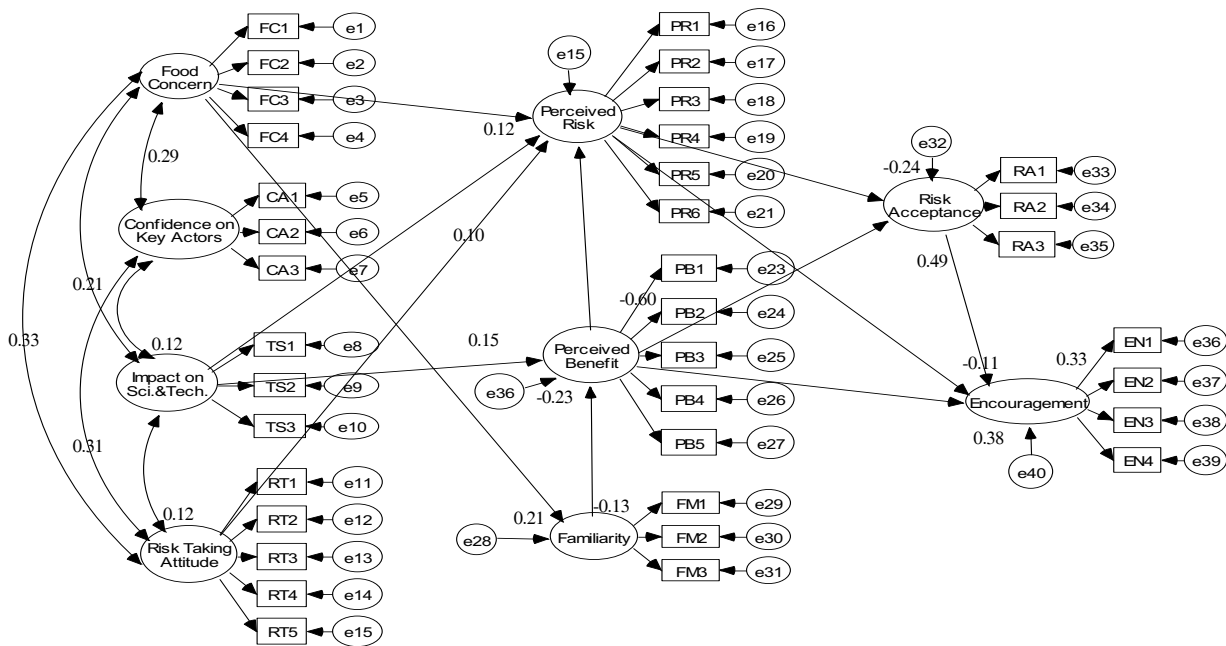 FC1
e1
FC2
e2
FC3
e3
FC4
e4
Food
Concern
0.29
CA1
e5
CA2
e6
CA3
e7
Confidence on
Key Actors
0.21
0.33
0.12
TS1
e8
TS2
e9
TS3
e10
Impact on
Sci.&Tech.
0.31
0.12
RT1
e11
RT2
e12
RT3
e13
RT4
e14
RT5
e15
Risk Taking
Attitude
e15
Perceived
Risk
0.12
0.10
PR1
e16
PR2
e17
PR3
e18
PR4
e19
PR5
e20
PR6
e21
0.15
Perceived
Benefit
e36
-0.23
-0.60
PB1
e23
PB2
e24
PB3
e25
PB4
e26
PB5
e27
-0.13
0.21
e28
Familiarity
FM1
e29
FM2
e30
FM3
e31
e32
-0.24
Risk
Acceptance
RA1
e33
RA2
e34
RA3
e35
0.49
-0.11
0.33
Encouragement
0.38
e40
EN1
e36
EN2
e37
EN3
e38
EN4
e39